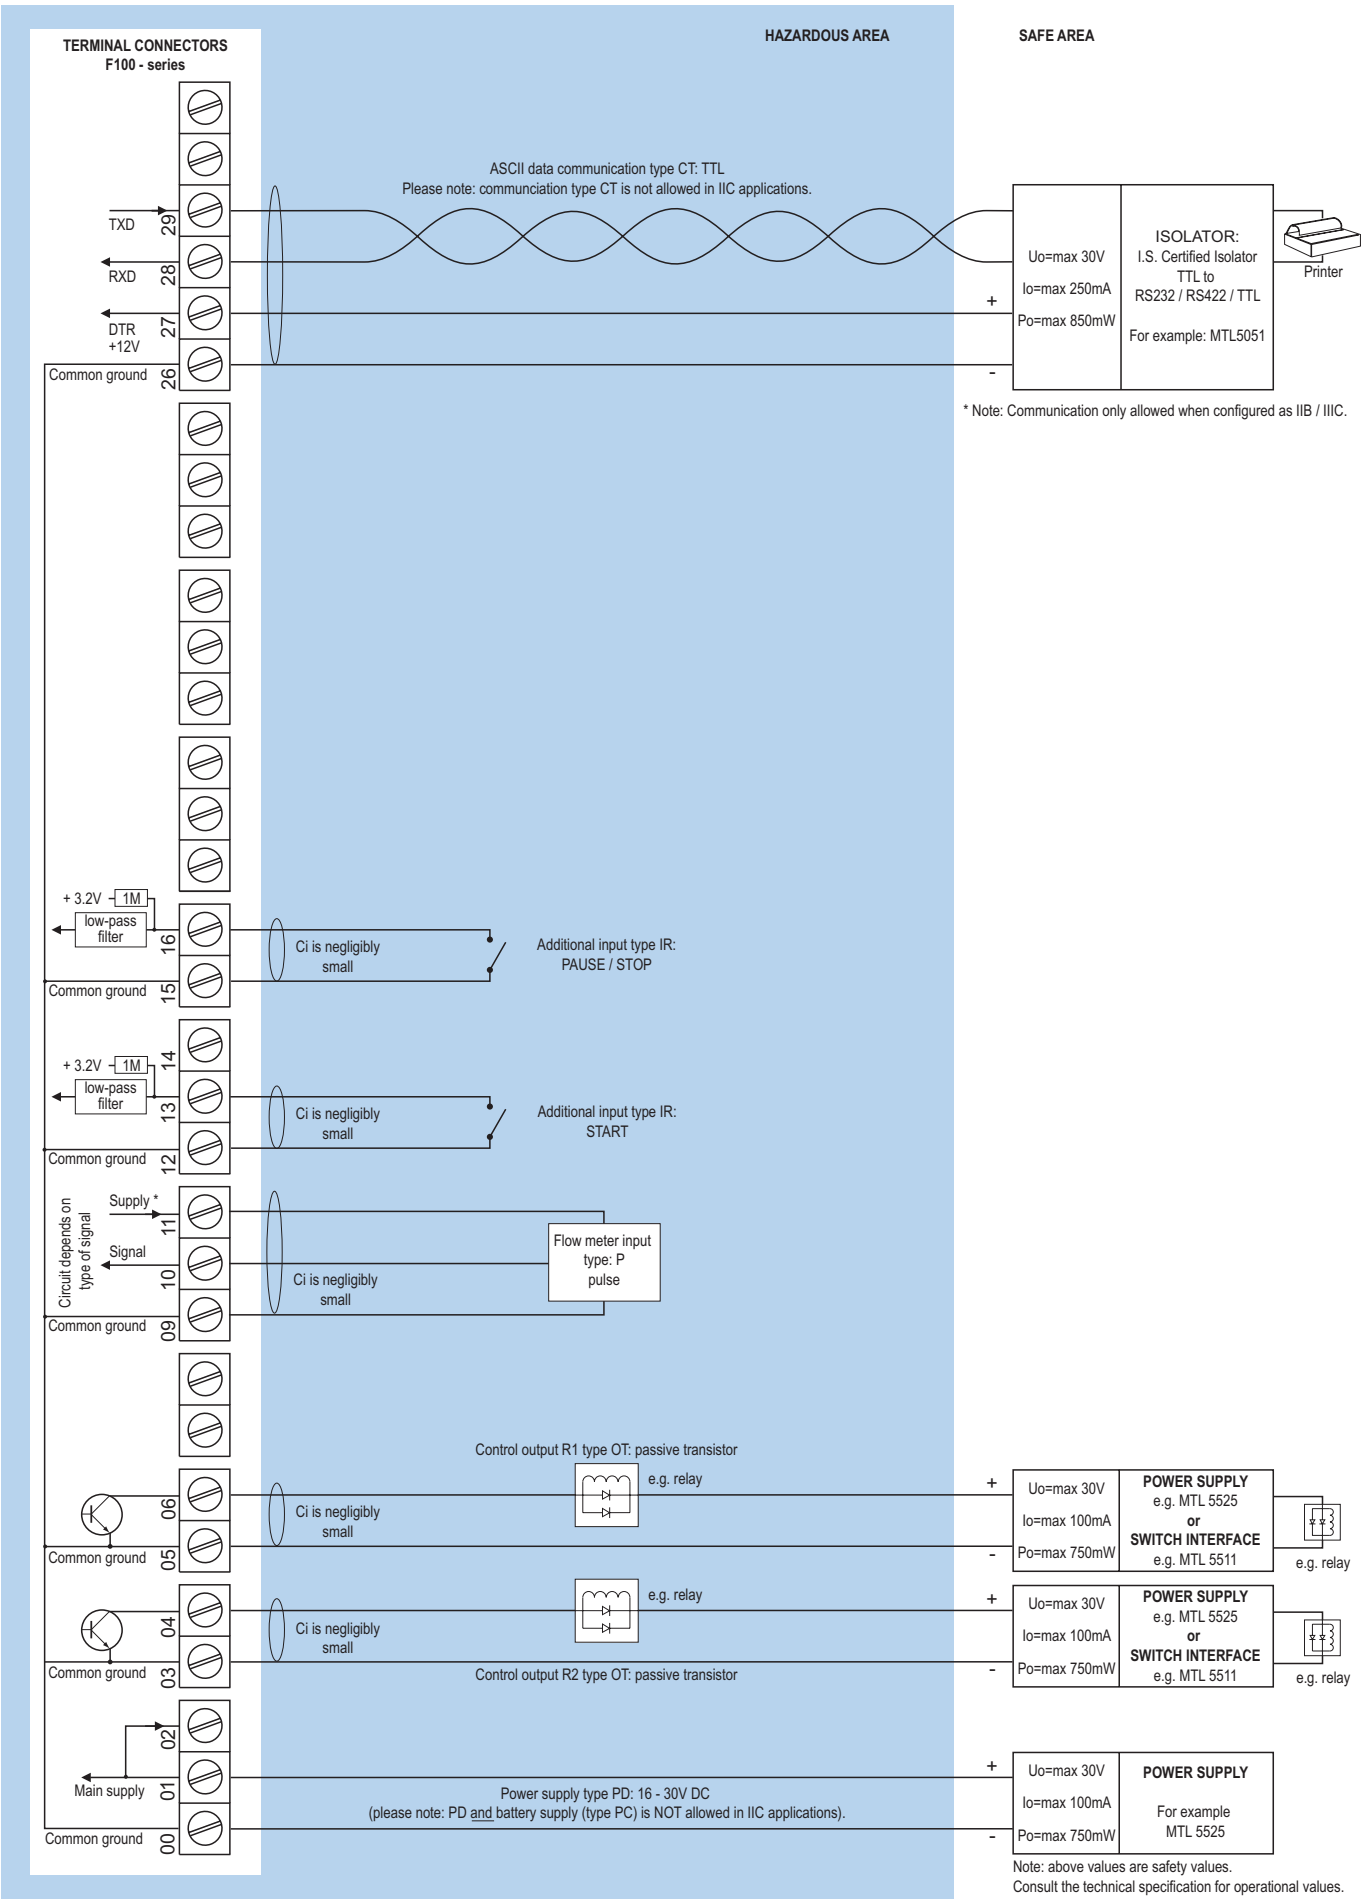 HAZARDOUS AREA
SAFE AREA
TERMINAL CONNECTORS
F100 - series
ASCII data communication type CT: TTL
Please note: communciation type CT is not allowed in IIC applications.
TXD
29
RXD
28
DTR
+12V
27
Common ground
26
+
-
Uo=max 30V
Io=max 250mA
Po=max 850mW
ISOLATOR:
I.S. Certified Isolator
TTL to
RS232 / RS422 / TTL
For example: MTL5051
Printer
* Note: Communication only allowed when configured as IIB / IIIC.
+ 3.2V
1M
low-pass
filter
16
Common ground
15
Ci is negligibly
small
Additional input type IR:
PAUSE / STOP
14
+ 3.2V
1M
low-pass
filter
13
Common ground
12
Ci is negligibly
small
Additional input type IR:
START
Circuit depends on
type of signal
Supply *
11
Signal
10
Common ground
09
Ci is negligibly
small
Flow meter input
type: P
pulse
Control output R1 type OT: passive transistor
e.g. relay
06
Common ground
05
Ci is negligibly
small
+
-
Uo=max 30V
Io=max 100mA
Po=max 750mW
POWER SUPPLY
e.g. MTL 5525
or
SWITCH INTERFACE
e.g. MTL 5511
e.g. relay
e.g. relay
04
Common ground
03
Ci is negligibly
small
Control output R2 type OT: passive transistor
+
-
Uo=max 30V
Io=max 100mA
Po=max 750mW
POWER SUPPLY
e.g. MTL 5525
or
SWITCH INTERFACE
e.g. MTL 5511
e.g. relay
02
Main supply
01
Common ground
00
Power supply type PD: 16 - 30V DC
(please note: PD and battery supply (type PC) is NOT allowed in IIC applications).
+
-
Uo=max 30V
Io=max 100mA
Po=max 750mW
POWER SUPPLY
For example
MTL 5525
Note: above values are safety values.
Consult the technical specification for operational values.